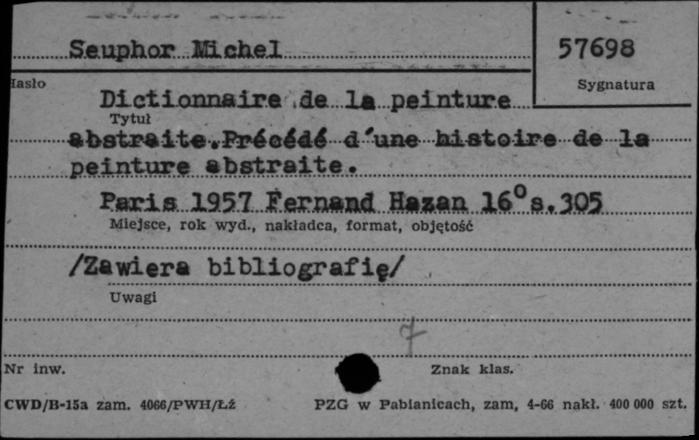 Seuphor Michel
57698
Hasło
Sygnatura
Dictionnaire de la peinture
Tytuł
abstraite.Précédé d'une histoire de la
peinture abstraite.
Paris 1957 Fernand Hazan 16° s.305
Miejsce, rok wyd., nakładca, format, objętość
/Zawiera bibliografię/
Uwagi
7
Nr inw.
Znak klas.
CWD/B-15a zam. 4066/PWH/Łż PZG w Pabianicach, zam, 4-66 nakł. 400 000 szt.